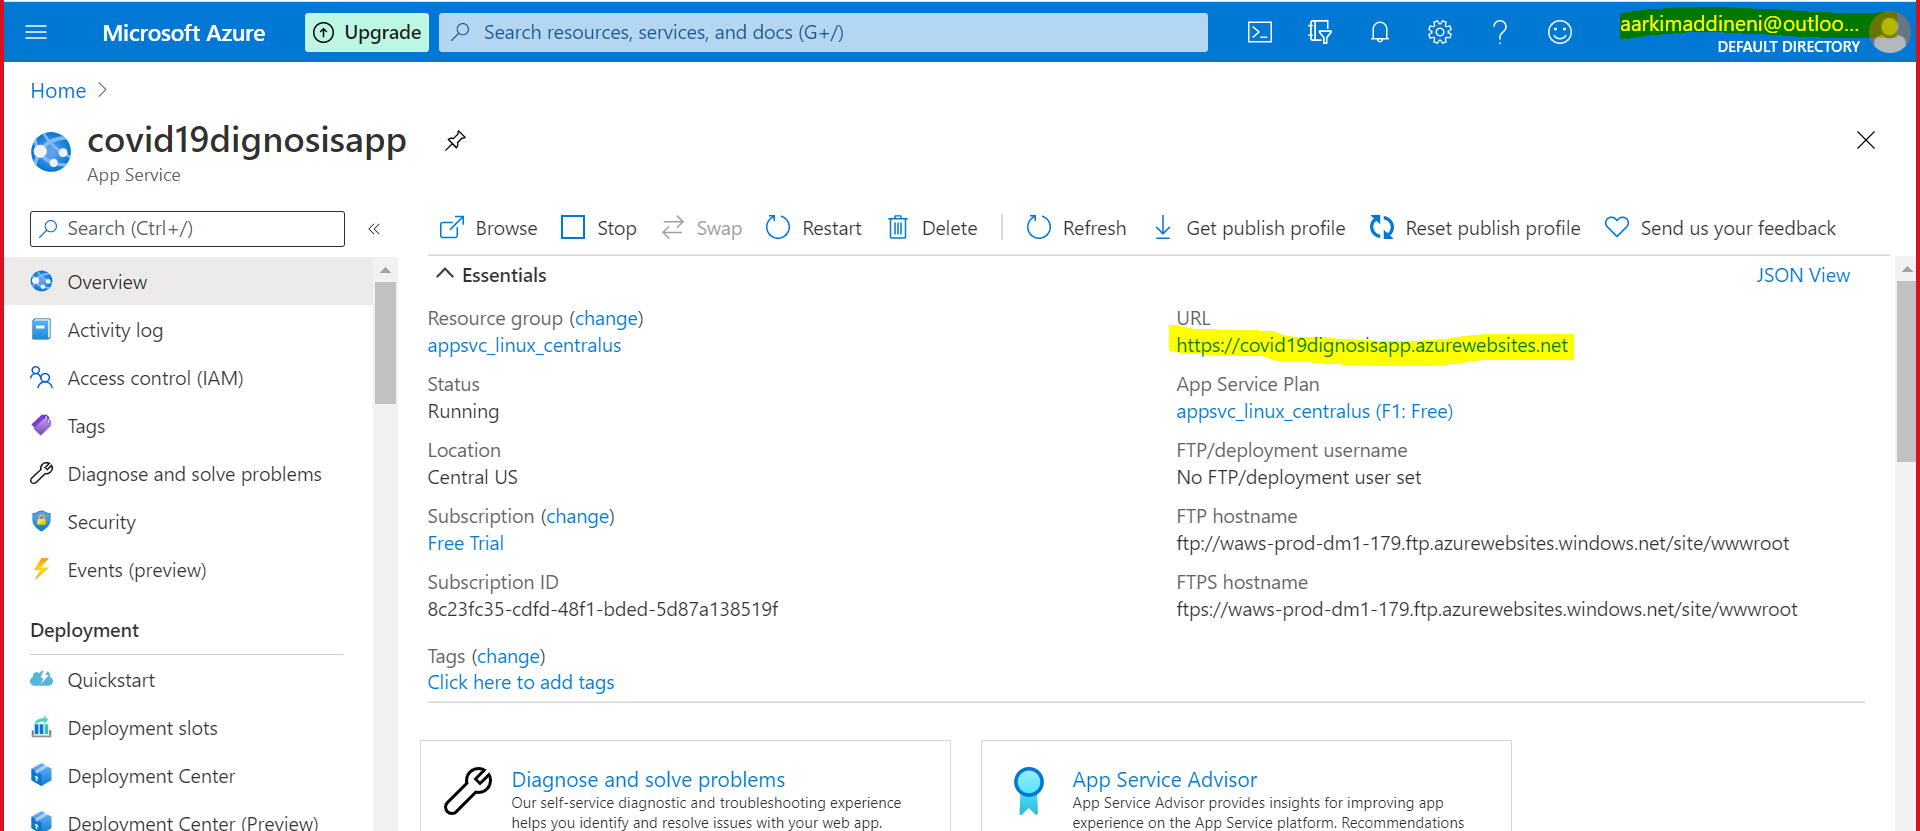 Microsoft Azure
Upgrade
Search resources, services, and docs (G+/)
aarkimaddineni@outloo...
DEFAULT DIRECTORY
Home
covid19dignosisapp
App Service
Search (Ctrl+/)
«
Browse
Stop
Swap
Restart
Delete
Refresh
Get publish profile
Reset publish profile
Send us your feedback
Overview
Activity log
Access control (IAM)
Tags
Diagnose and solve problems
Security
Events (preview)
Deployment
Quickstart
Deployment slots
Deployment Center
Deployment Center (Preview)
Essentials
JSON View
Resource group (change)
appsvc_linux_centralus
Status
Running
Location
Central US
Subscription (change)
Free Trial
Subscription ID
8c23fc35-cdfd-48f1-bded-5d87a138519f
Tags (change)
Click here to add tags
URL
https://covid19dignosisapp.azurewebsites.net
App Service Plan
appsvc_linux_centralus (F1: Free)
FTP/deployment username
No FTP/deployment user set
FTP hostname
ftp://waws-prod-dm1-179.ftp.azurewebsites.windows.net/site/wwwroot
FTPS hostname
ftps://waws-prod-dm1-179.ftp.azurewebsites.windows.net/site/wwwroot
Diagnose and solve problems
Our self-service diagnostic and troubleshooting experience
helps you identify and resolve issues with your web app.
App Service Advisor
App Service Advisor provides insights for improving app
experience on the App Service platform. Recommendations